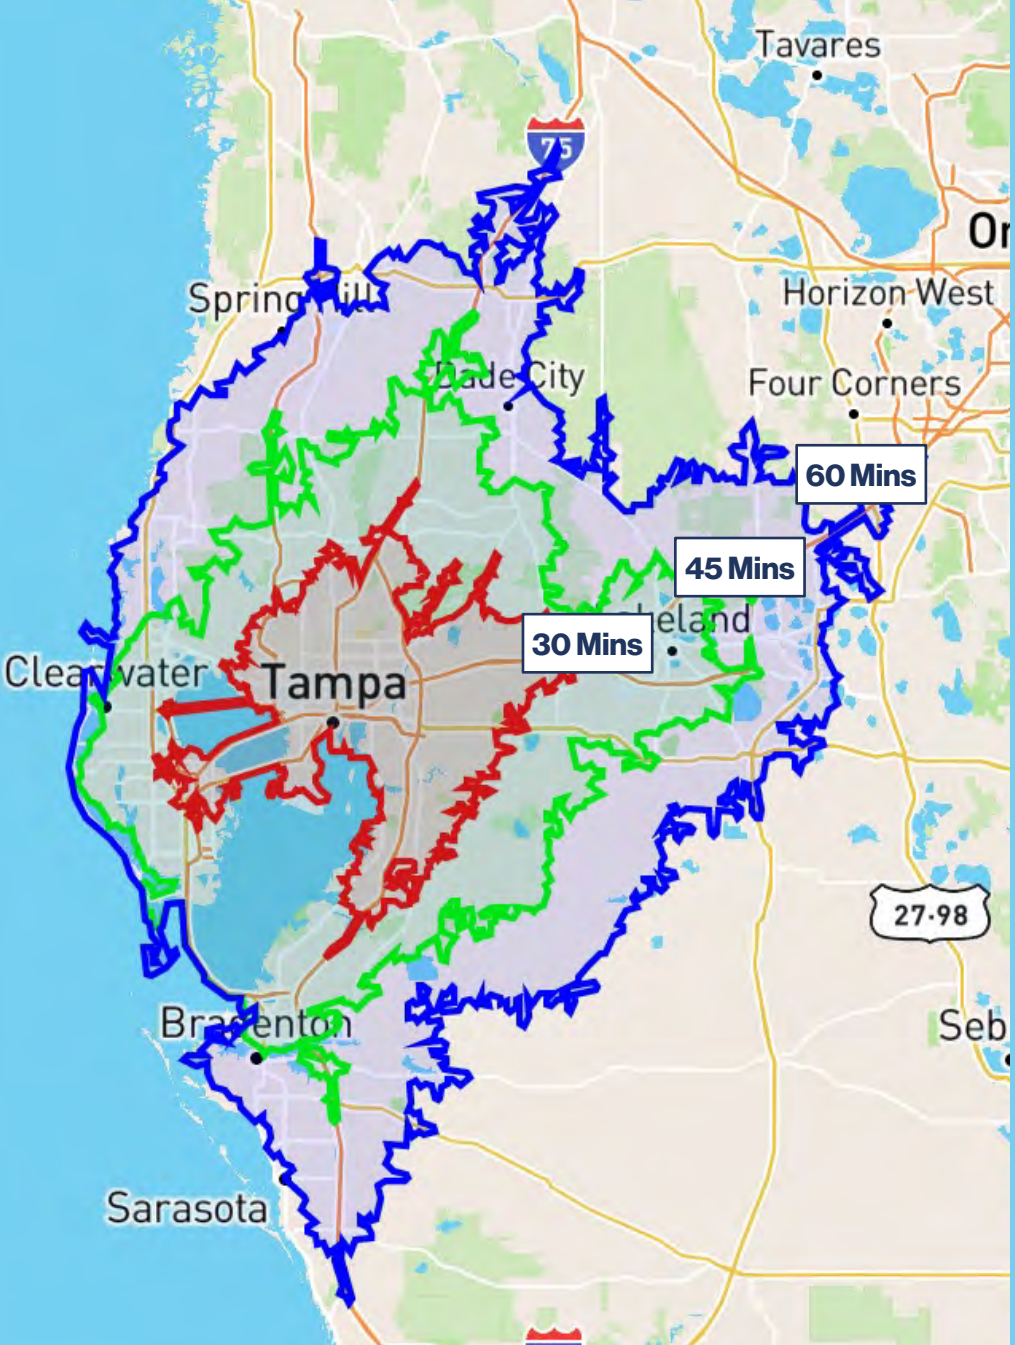 Tavares
75
Or
Spring Hill
Horizon West
Dade City
Four Corners
60 Mins
45 Mins
keland
30 Mins
Clearwater
Tampa
27-98
Bradenton
Seb
Sarasota